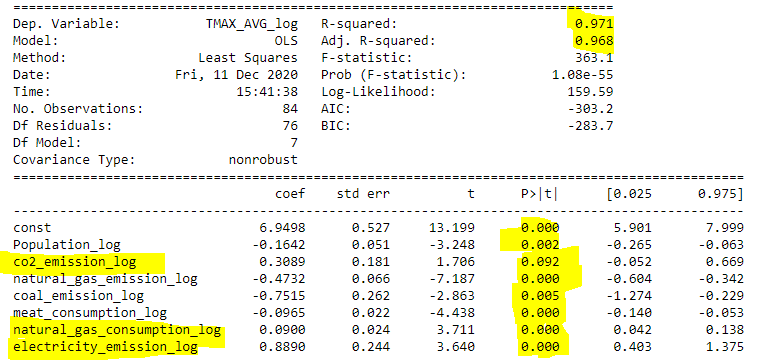 ==============================================================================
Dep. Variable: TMAX_AVG_log R-squared: 0.971
Model: OLS Adj. R-squared: 0.968
Method: Least Squares F-statistic: 363.1
Date: Fri, 11 Dec 2020 Prob (F-statistic): 1.08e-55
Time: 15:41:38 Log-Likelihood: 159.59
No. Observations: 84 AIC: -303.2
Df Residuals: 76 BIC: -283.7
Df Model: 7
Covariance Type: nonrobust
==============================================================================
coef std err t P>|t| [0.025 0.975]
------------------------------------------------------------------------------
const 6.9498 0.527 13.199 0.000 5.901 7.999
Population_log -0.1642 0.051 -3.248 0.002 -0.265 -0.063
co2_emission_log 0.3089 0.181 1.706 0.092 -0.052 0.669
natural_gas_emission_log -0.4732 0.066 -7.187 0.000 -0.604 -0.342
coal_emission_log -0.7515 0.262 -2.863 0.005 -1.274 -0.229
meat_consumption_log -0.0965 0.022 -4.438 0.000 -0.140 -0.053
natural_gas_consumption_log 0.0900 0.024 3.711 0.000 0.042 0.138
electricity_emission_log 0.8890 0.244 3.640 0.000 0.403 1.375